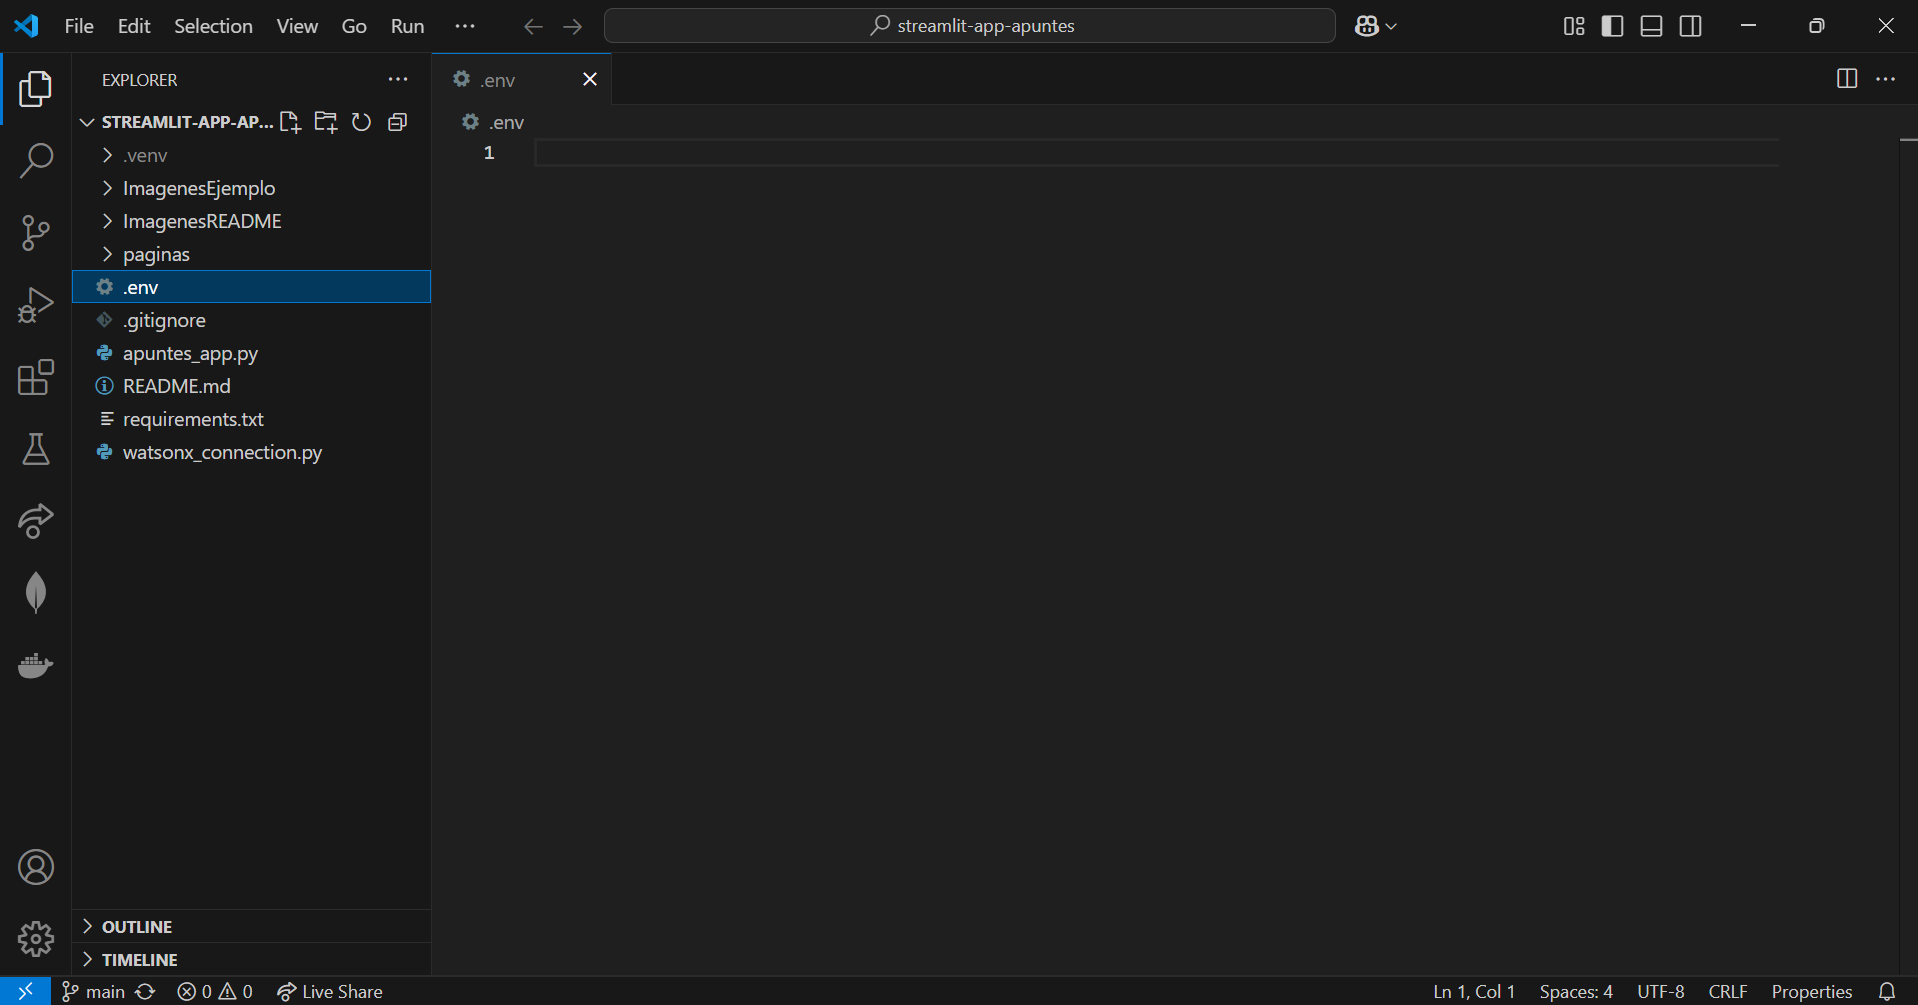 File Edit Selection View Go Run ···
streamlit-app-apuntes
EXPLORER
STREAMLIT-APP-AP...
.venv
ImagenesEjemplo
ImagenesREADME
paginas
.env
.gitignore
apuntes_app.py
README.md
requirements.txt
watsonx_connection.py
OUTLINE
TIMELINE
.env
.env
1
main 0 0 Live Share
Ln 1, Col 1 Spaces: 4 UTF-8 CRLF Properties